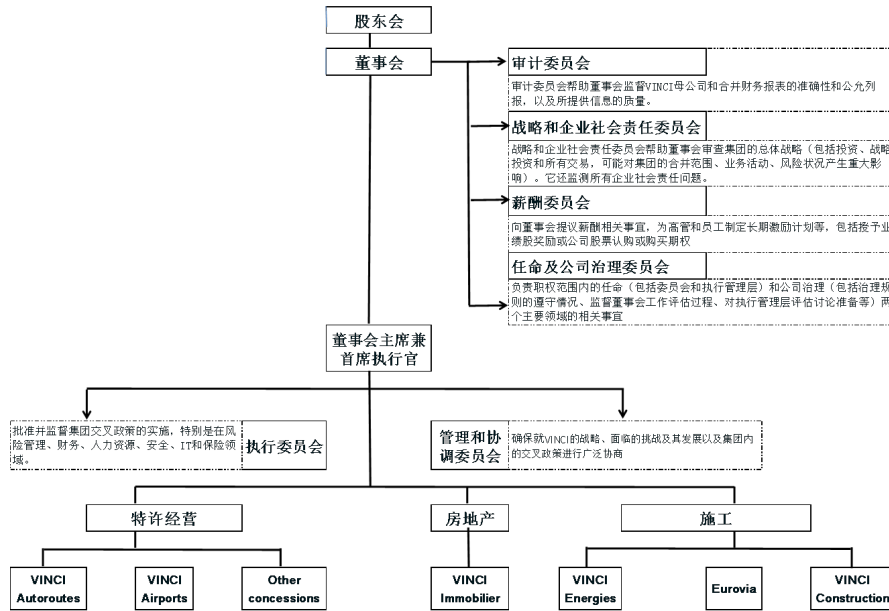 股东会
董事会
审计委员会
审计委员会帮助董事会监督VINCI母公司和合并财务报表的准确性和公允列
报，以及所提供信息的质量。
战略和企业社会责任委员会
战略和企业社会责任委员会帮助董事会审查集团的总体战略（包括投资、战略
投资和所有交易，可能对集团的合并范围、业务活动、风险状况产生重大影
响）。它还监测所有企业社会责任问题。
薪酬委员会
向董事会提议薪酬相关事宜，为高管和员工制定长期激励计划等，包括授予业
绩股奖励或公司股票认购或购买期权
任命及公司治理委员会
负责职权范围内的任命（包括委员会和执行管理层）和公司治理（包括治理规
则的遵守情况、监督董事会工作评估过程、对执行管理层评估讨论准备等）两
个主要领域的相关事宜
董事会主席兼
首席执行官
批准并监督集团交叉政策的实施，特别是在风
险管理、财务、人力资源、安全、IT和保险领
域。
执行委员会
管理和协
调委员会
确保就VINCI的战略、面临的挑战及其发展以及集团内
的交叉政策进行广泛协商
特许经营
房地产
施工
VINCI
Autoroutes
VINCI
Airports
Other
concessions
VINCI
Immobilier
VINCI
Energies
Eurovia
VINCI
Construction